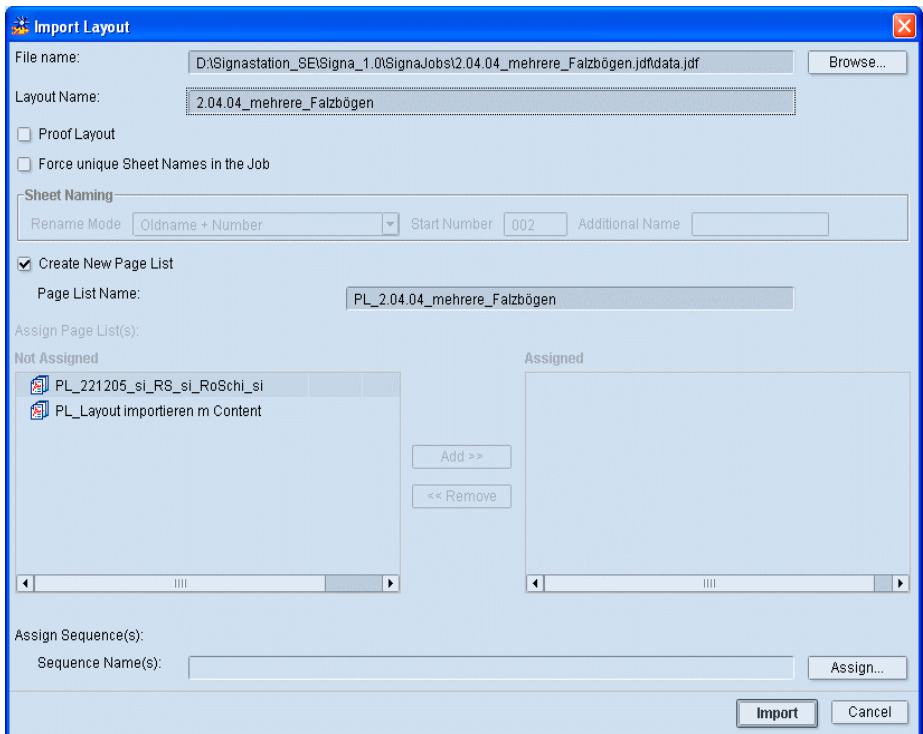 Import Layout
File name: D:\Signastation_SE\Signa_1.0\SignaJobs\2.04.04_mehrere_Falzbögen.jdf\data.jdf Browse...
Layout Name: 2.04.04_mehrere_Falzbögen
Proof Layout
Force unique Sheet Names in the Job
Sheet Naming
Rename Mode Oldname + Number Start Number 002 Additional Name
Create New Page List
Page List Name: PL_2.04.04_mehrere_Falzbögen
Assign Page List(s):
Not Assigned Assigned
PL_221205_si_RS_si_RoSchi_si
PL_Layout importieren m Content
Add >>
<< Remove
Assign Sequence(s):
Sequence Name(s): Assign...
Import Cancel